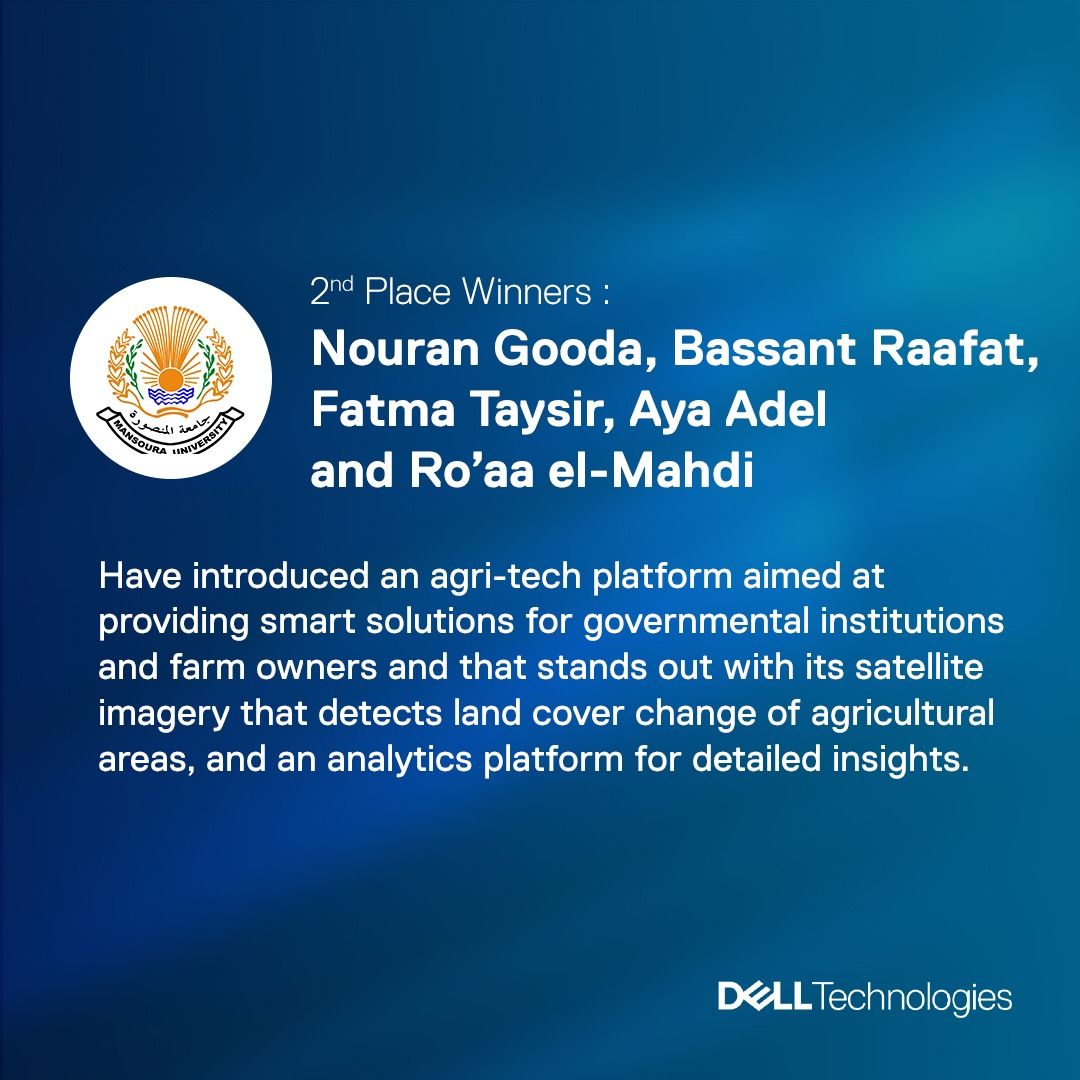 2nd Place Winners :
Nouran Gooda, Bassant Raafat,
Fatma Taysir, Aya Adel
and Ro’aa el-Mahdi
جامعة المنصورة
MANSOURA UNIVERSITY
Have introduced an agri-tech platform aimed at
providing smart solutions for governmental institutions
and farm owners and that stands out with its satellite
imagery that detects land cover change of agricultural
areas, and an analytics platform for detailed insights.
DELL Technologies